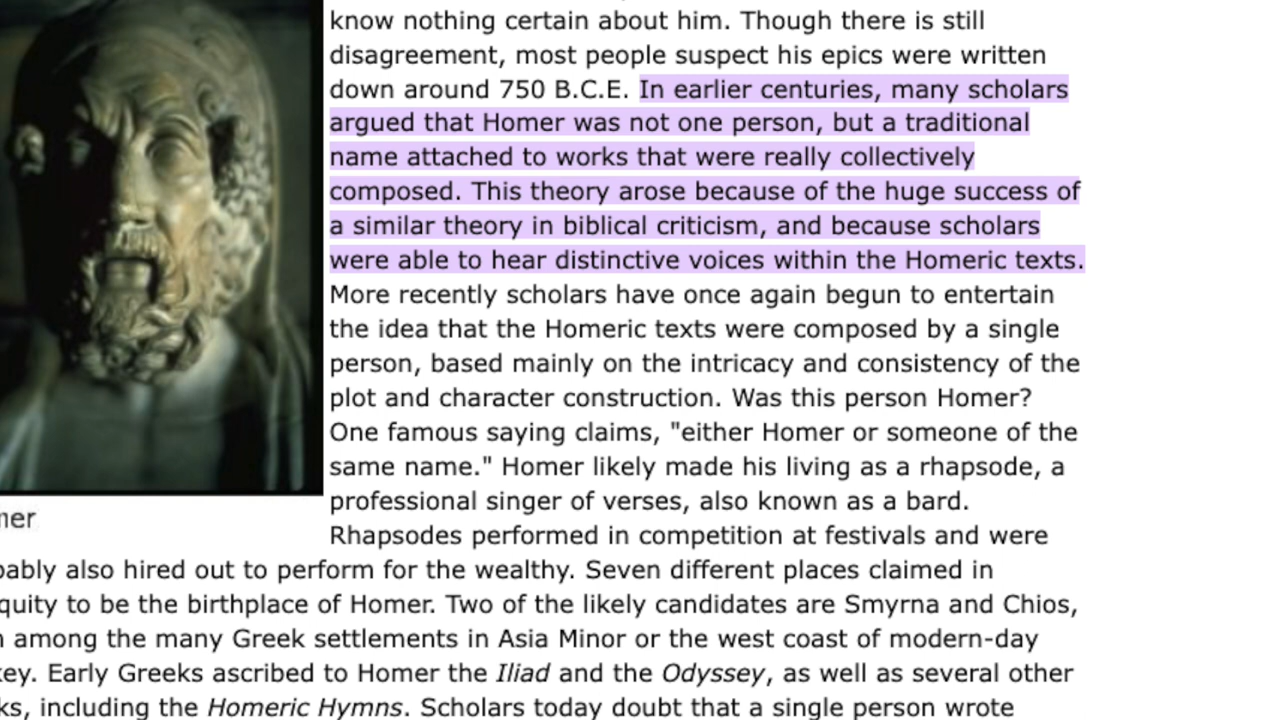 know nothing certain about him. Though there is still
disagreement, most people suspect his epics were written
down around 750 B.C.E. In earlier centuries, many scholars
argued that Homer was not one person, but a traditional
name attached to works that were really collectively
composed. This theory arose because of the huge success of
a similar theory in biblical criticism, and because scholars
were able to hear distinctive voices within the Homeric texts.
More recently scholars have once again begun to entertain
the idea that the Homeric texts were composed by a single
person, based mainly on the intricacy and consistency of the
plot and character construction. Was this person Homer?
One famous saying claims, "either Homer or someone of the
same name." Homer likely made his living as a rhapsode, a
professional singer of verses, also known as a bard.
mer
Rhapsodes performed in competition at festivals and were
bably also hired out to perform for the wealthy. Seven different places claimed in
quity to be the birthplace of Homer. Two of the likely candidates are Smyrna and Chios,
among the many Greek settlements in Asia Minor or the west coast of modern-day
key. Early Greeks ascribed to Homer the Iliad and the Odyssey, as well as several other
ks, including the Homeric Hymns. Scholars today doubt that a single person wrote